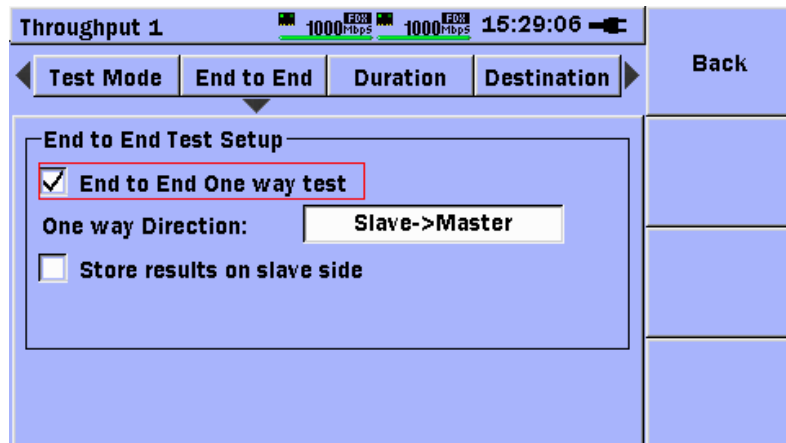 Throughput 1 1000 FDX Mbps 1000 FDX Mbps 15:29:06
Back
Test Mode End to End Duration Destination
End to End Test Setup
End to End One way test
One way Direction: Slave->Master
Store results on slave side